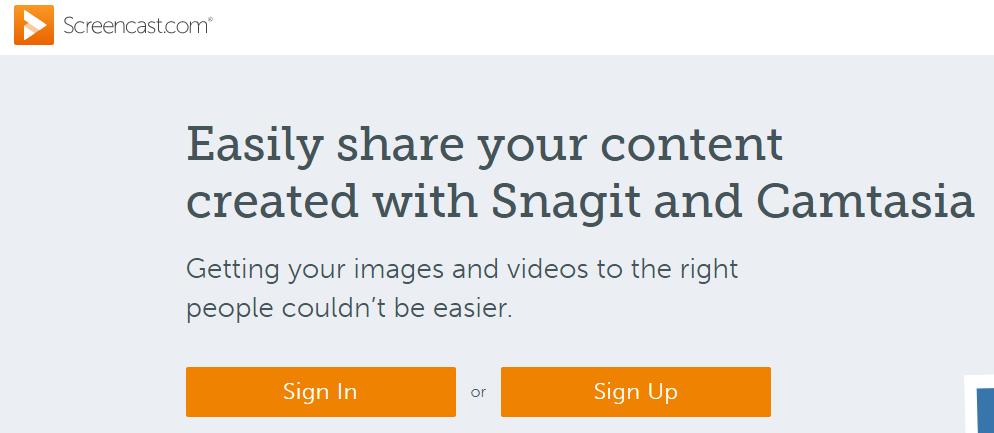 Screencast.com®
Easily share your content
created with Snagit and Camtasia
Getting your images and videos to the right
people couldn’t be easier.
Sign In or Sign Up